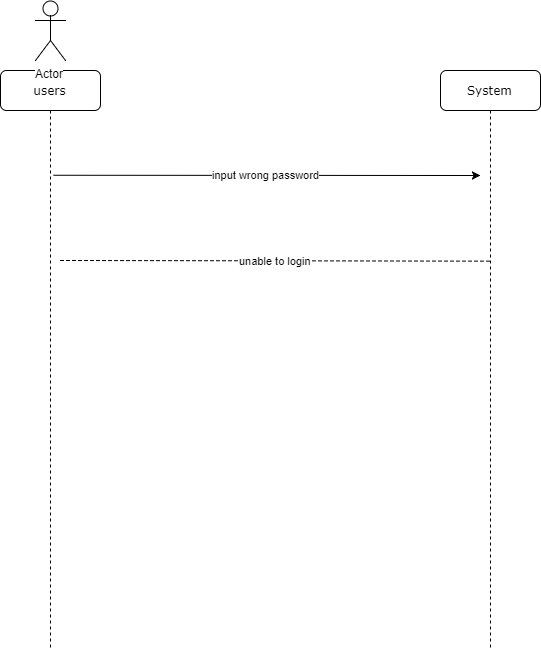 Actor
users
System
input wrong password
unable to login